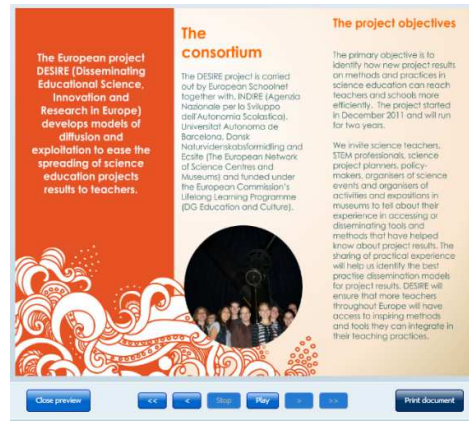 The European project
DESIRE (Disseminating
Educational Science,
Innovation and
Research in Europe)
develops models of
diffusion and
exploitation to ease the
spreading of science
education projects
results to teachers.
The
consortium
The DESIRE project is carried
out by European Schoolnet
together with, INDIRE (Agenzia
Nazionale per lo Sviluppo
dell'Autonomia Scolastica),
Universitat Autonoma de
Barcelona, Dansk
Naturvidenskabsformidling and
Ecsite (The European Network
of Science Centres and
Museums) and funded under
the European Commission's
Lifelong Learning Programme
(DG Education and Culture).
The project objectives
The primary objective is to
identify how new project results
on methods and practices in
science education can reach
teachers and schools more
efficiently. The project started
in December 2011 and will run
for two years.
We invite science teachers,
STEM professionals, science
project planners, policy-
makers, organisers of science
events and organisers of
activities and expositions in
museums to tell about their
experience in accessing or
disseminating tools and
methods that have helped
know about project results. The
sharing of practical experience
will help us identify the best
practise dissemination models
for project results. DESIRE will
ensure that more teachers
throughout Europe will have
access to inspiring methods
and tools they can integrate in
their teaching practices.
Close preview
<<
<
Stop
Play
>
>>
Print document